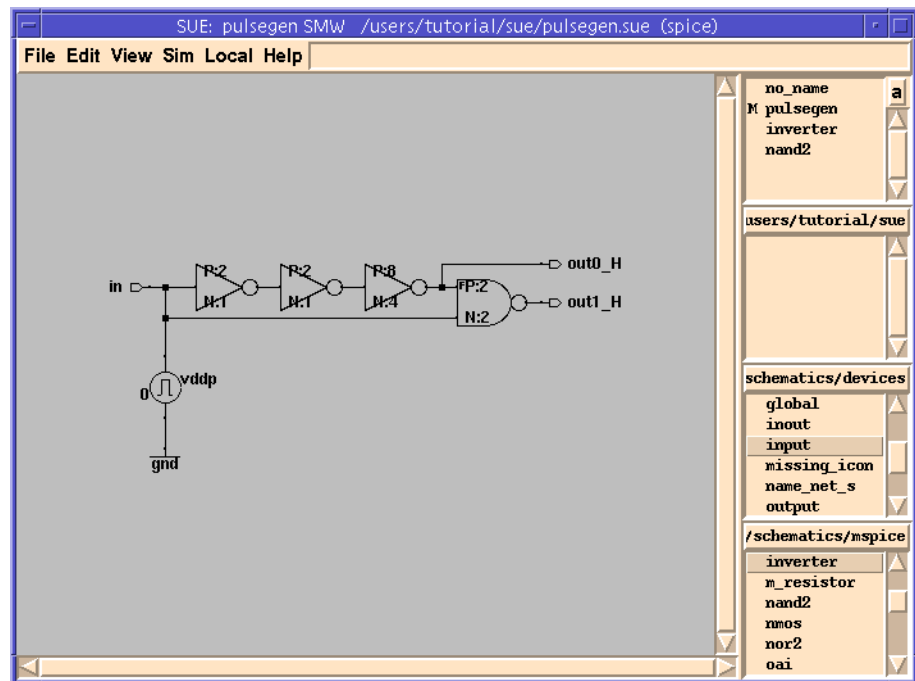 SUE: pulsegen SMW /users/tutorial/sue/pulsegen.sue (spice)
File Edit View Sim Local Help
no_name
a
M pulsegen
inverter
nand2
users/tutorial/sue
schematics/devices
global
inout
input
missing_icon
name_net_s
output
/schematics/mspice
inverter
m_resistor
nand2
nmos
nor2
oai
out0_H
P:2 P:2 P:8
in
N:1 N:1 N:4
FP:2
out1_H
N:2
vddp
0
gnd